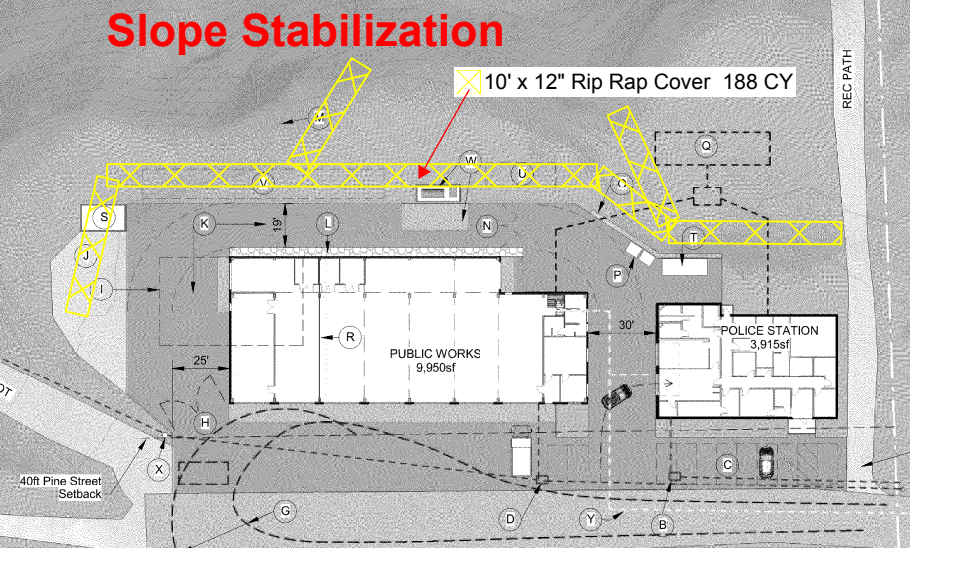 Slope Stabilization
10' x 12" Rip Rap Cover 188 CY
REC PATH
M
Q
W
V
U
O
S
K
19'
L
N
J
T
I
P
R
30'
POLICE STATION
3,915sf
PUBLIC WORKS
9,950sf
25'
OT
H
C
X
40ft Pine Street
Setback
G
D
Y
B